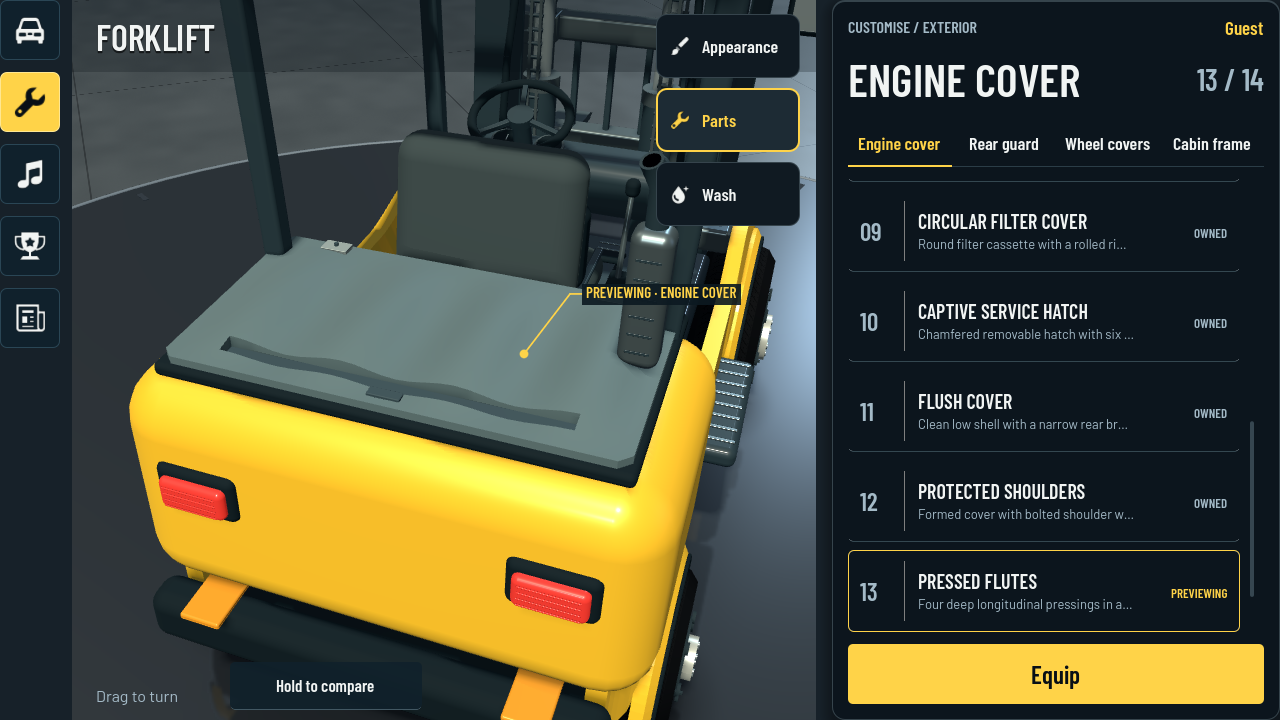 FORKLIFT
Appearance
Parts
Wash
PREVIEWING · ENGINE COVER
Drag to turn
Hold to compare
CUSTOMISE / EXTERIOR
Guest
ENGINE COVER
13 / 14
Engine cover
Rear guard
Wheel covers
Cabin frame
09
CIRCULAR FILTER COVER
Round filter cassette with a rolled ri…
OWNED
10
CAPTIVE SERVICE HATCH
Chamfered removable hatch with six …
OWNED
11
FLUSH COVER
Clean low shell with a narrow rear br…
OWNED
12
PROTECTED SHOULDERS
Formed cover with bolted shoulder w…
OWNED
13
PRESSED FLUTES
Four deep longitudinal pressings in a…
PREVIEWING
Equip